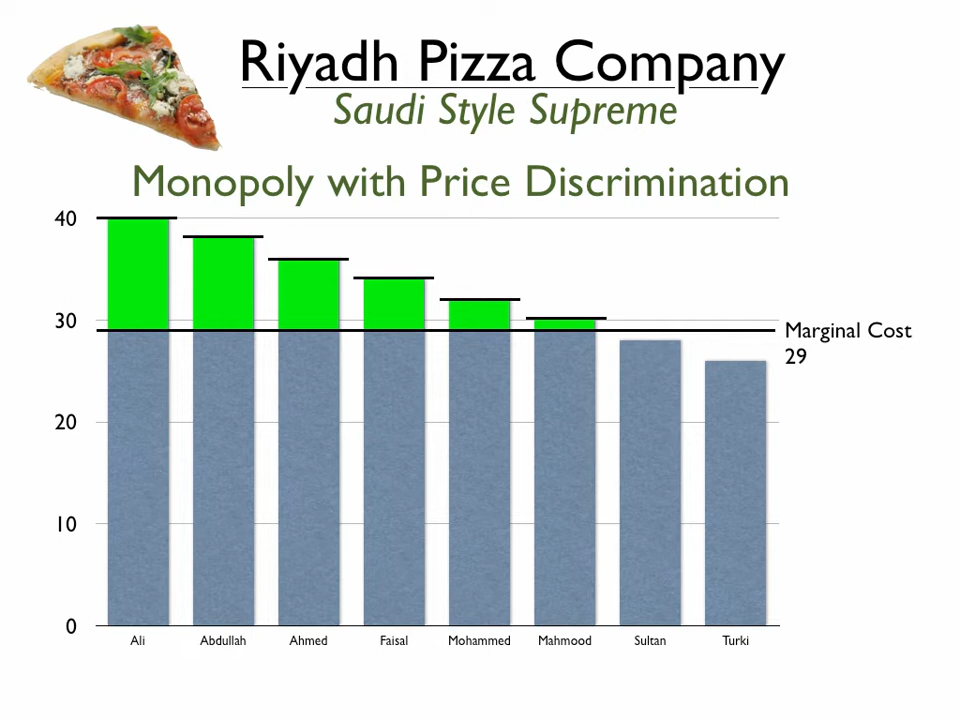 Riyadh Pizza Company
Saudi Style Supreme
Monopoly with Price Discrimination
40
30
20
10
0
Marginal Cost
29
Ali Abdullah Ahmed Faisal Mohammed Mahmood Sultan Turki